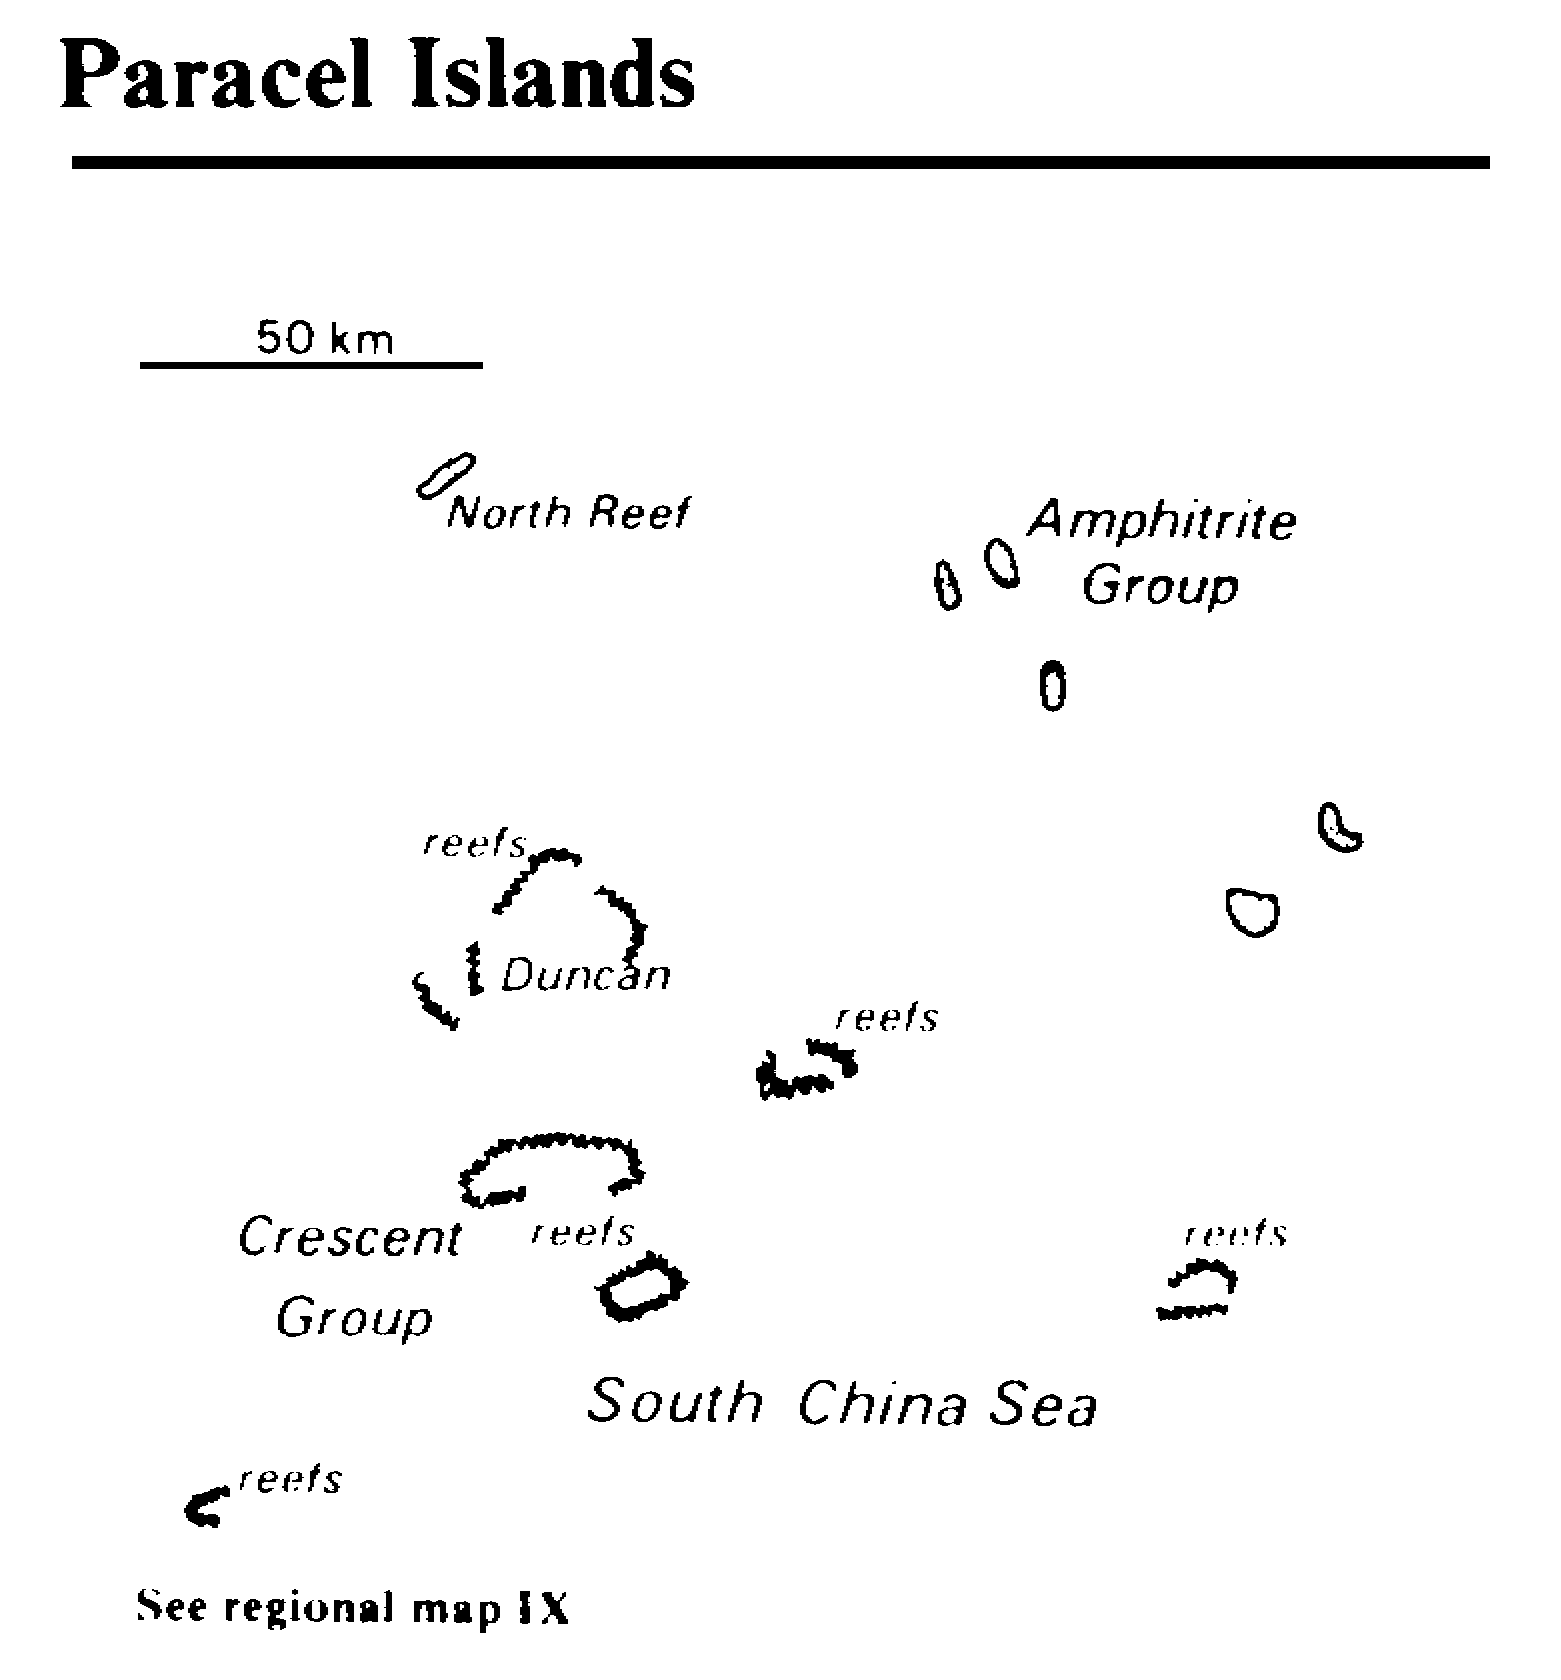 Paracel Islands
50 km
North Reef
Amphitrite
Group
reefs
Duncan
reefs
Crescent
Group
reefs
reefs
South China Sea
reefs
See regional map IX